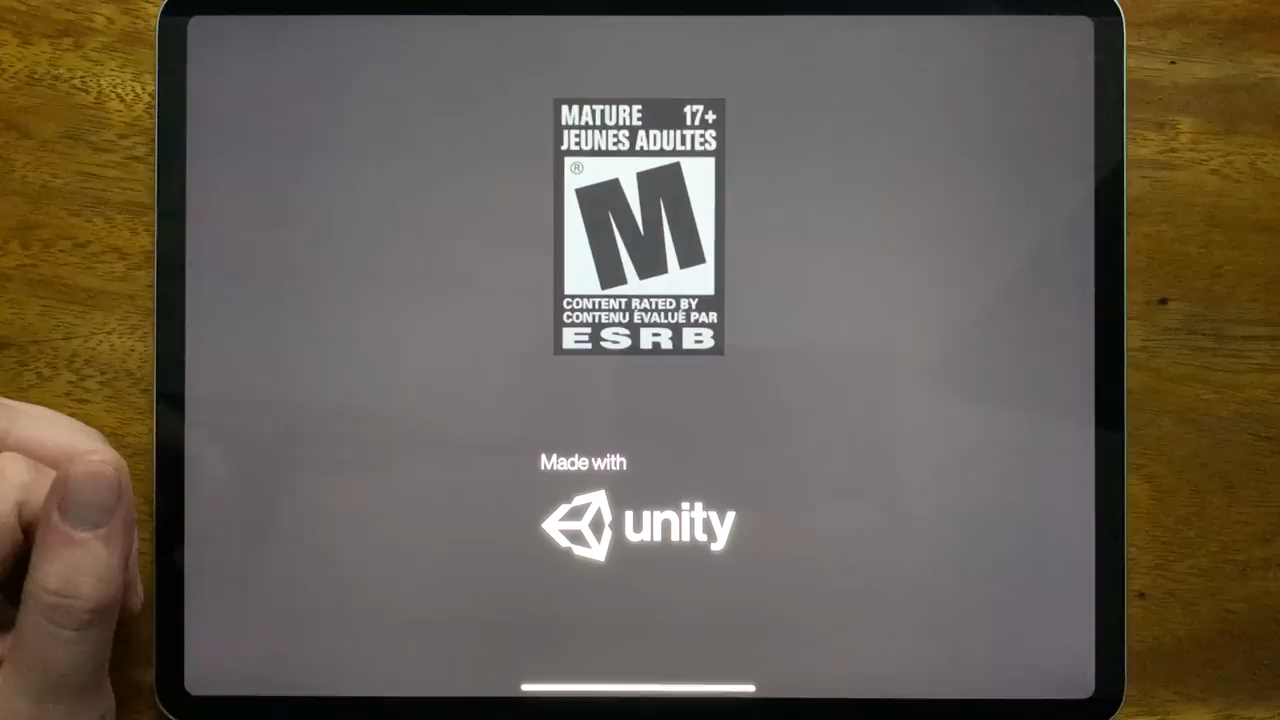 MATURE 17+
JEUNES ADULTES
®
M
CONTENT RATED BY
CONTENU ÉVALUÉ PAR
ESRB
Made with
unity